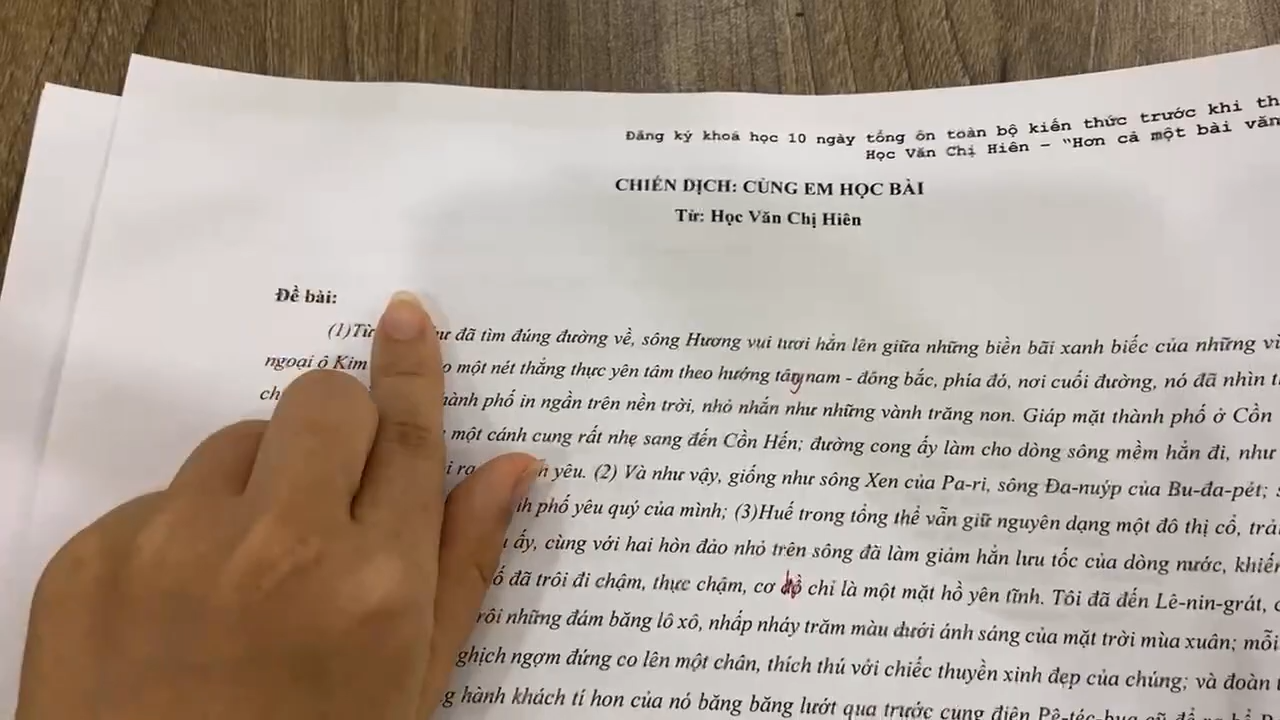 Đăng ký khoá học 10 ngày tổng ôn toàn bộ kiến thức trước khi th
Học Văn Chị Hiên – "Hơn cả một bài văn
CHIẾN DỊCH: CÙNG EM HỌC BÀI
Từ: Học Văn Chị Hiên
Đề bài:
(1)Từ đã tìm đúng đường về, sông Hương vui tươi hẳn lên giữa những biền bãi xanh biếc của những
ngoại ô Kim một nét thẳng thực yên tâm theo hướng tây nam - đông bắc, phía đó, nơi cuối đường, nó đã nhìn
thành phố in ngần trên nền trời, nhỏ nhắn như những vành trăng non. Giáp mặt thành phố ở Cồn
một cánh cung rất nhẹ sang đến Cồn Hến; đường cong ấy làm cho dòng sông mềm hẳn đi, như
yêu. (2) Và như vậy, giống như sông Xen của Pa-ri, sông Đa-nuýp của Bu-đa-pét;
phố yêu quý của mình; (3)Huế trong tổng thể vẫn giữ nguyên dạng một đô thị cổ, trải
ấy, cùng với hai hòn đảo nhỏ trên sông đã làm giảm hẳn lưu tốc của dòng nước, khiến
đã trôi đi chậm, thực chậm, cơ hồ chỉ là một mặt hồ yên tĩnh. Tôi đã đến Lê-nin-grát,
trôi những đám băng lô xô, nhấp nháy trăm màu dưới ánh sáng của mặt trời mùa xuân; mỗi
nghịch ngợm đứng co lên một chân, thích thú với chiếc thuyền xinh đẹp của chúng; và đoàn
hành khách tí hon của nó băng băng lướt qua trước cung điện Pê-téc-bua cũ để